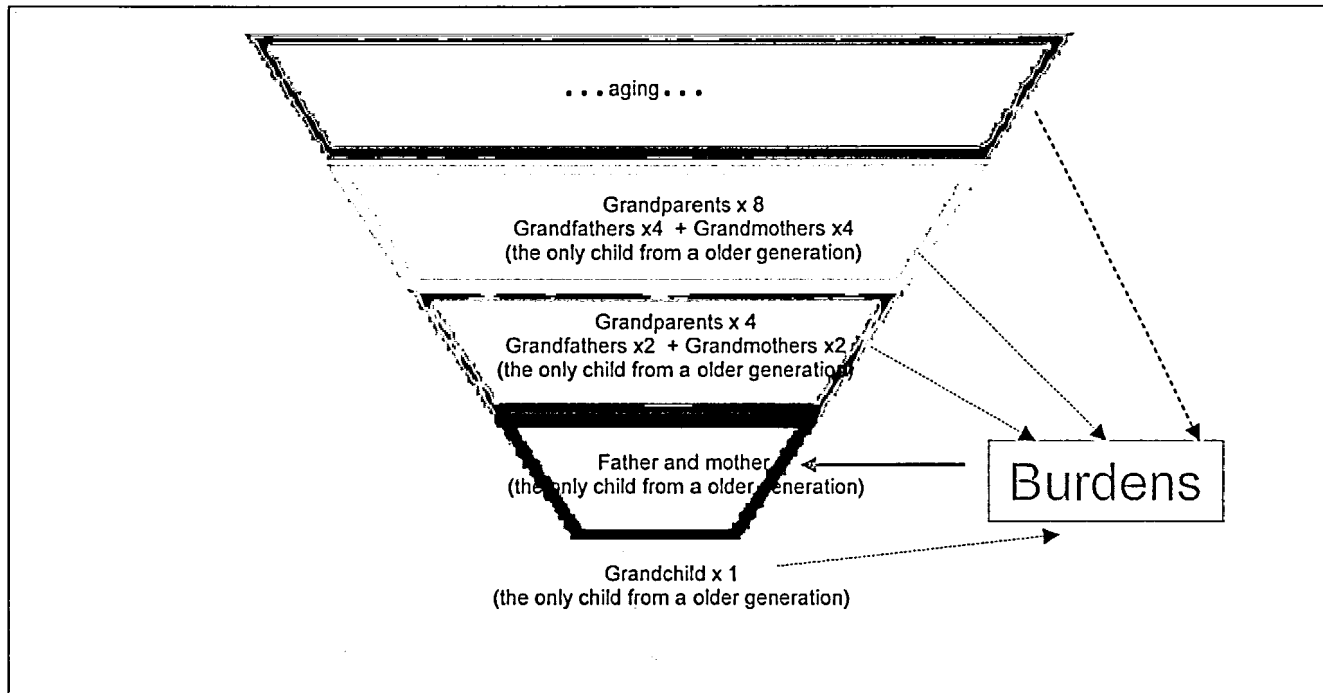 ...aging...
Grandparents x 8
Grandfathers x4 + Grandmothers x4
(the only child from a older generation)
Grandparents x 4
Grandfathers x2 + Grandmothers x2
(the only child from a older generation)
Father and mother
(the only child from a older generation)
Burdens
Grandchild x 1
(the only child from a older generation)